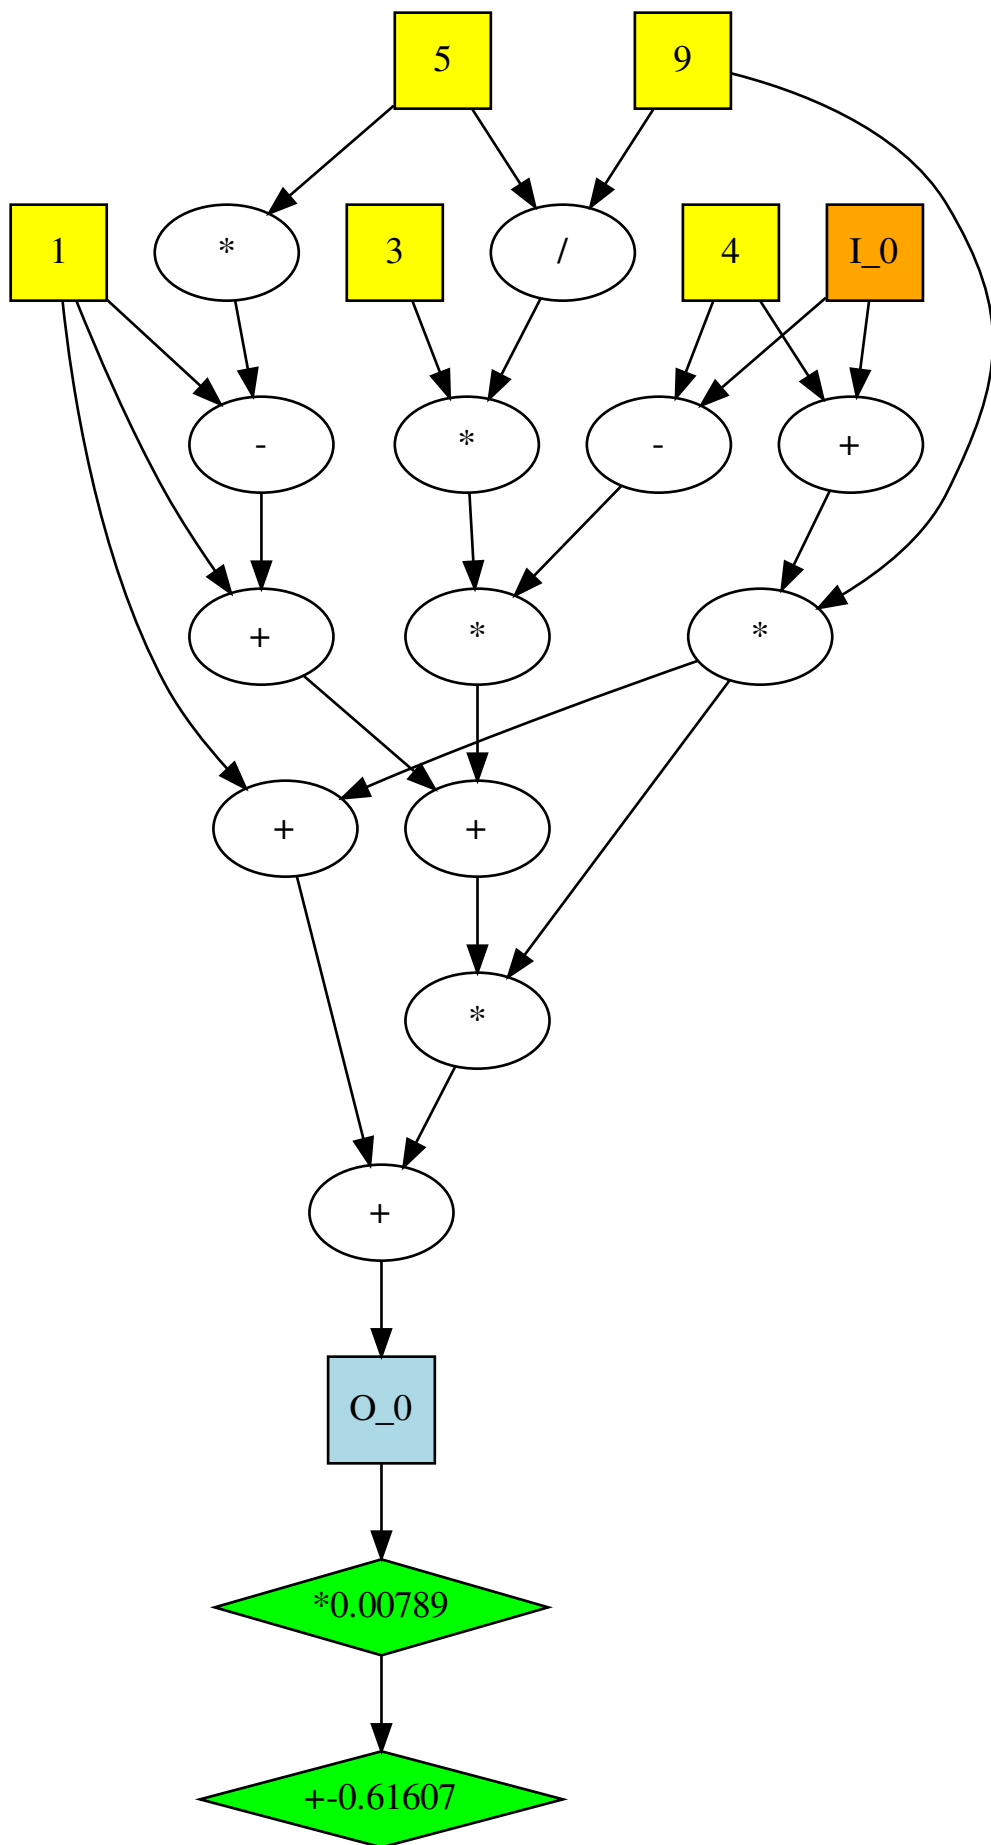 5 9
1 * 3 / 4 I_0
- * - +
+ * *
+ +
*
+
O_0
*0.00789
+-0.61607